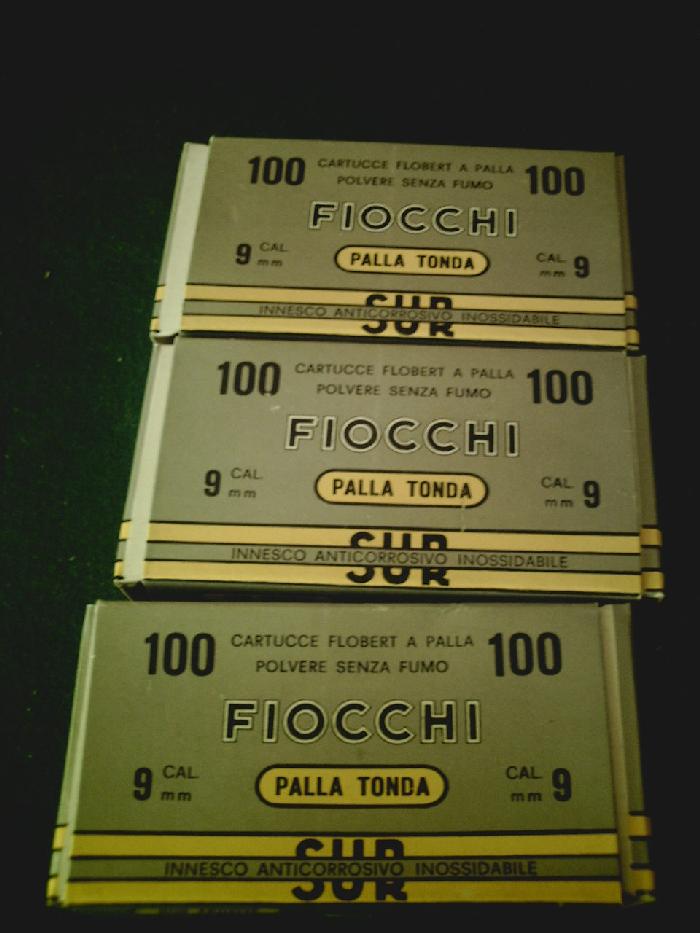 100 CARTUCCE FLOBERT A PALLA 100
POLVERE SENZA FUMO
FIOCCHI
9 CAL. mm PALLA TONDA CAL. mm 9
SUR
INNESCO ANTICORROSIVO INOSSIDABILE
SUR
100 CARTUCCE FLOBERT A PALLA 100
POLVERE SENZA FUMO
FIOCCHI
9 CAL. mm PALLA TONDA CAL. mm 9
SUR
INNESCO ANTICORROSIVO INOSSIDABILE
SUR
100 CARTUCCE FLOBERT A PALLA 100
POLVERE SENZA FUMO
FIOCCHI
9 CAL. mm PALLA TONDA CAL. mm 9
SUR
INNESCO ANTICORROSIVO INOSSIDABILE
SUR